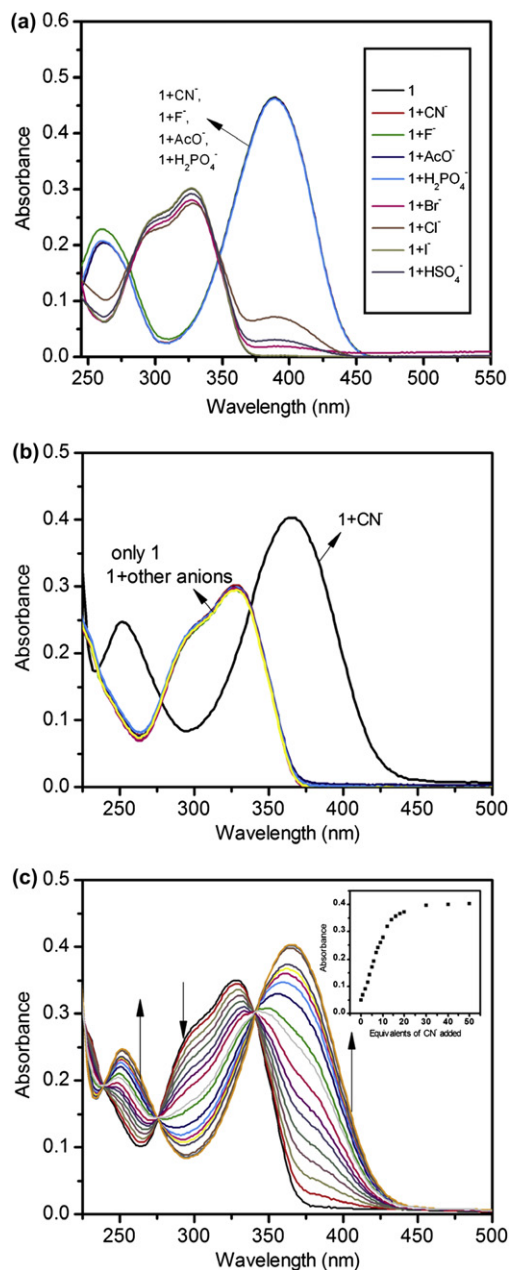 (a)
0.6
0.5
0.4
0.3
0.2
0.1
0.0
Absorbance
1+CN⁻,
1+F⁻,
1+AcO⁻,
1+H₂PO₄⁻
1
1+CN⁻
1+F⁻
1+AcO⁻
1+H₂PO₄⁻
1+Br⁻
1+Cl⁻
1+I⁻
1+HSO₄⁻
250 300 350 400 450 500 550
Wavelength (nm)
(b)
0.5
0.4
0.3
0.2
0.1
0.0
Absorbance
only 1
1+other anions
1+CN⁻
250 300 350 400 450 500
Wavelength (nm)
(c)
0.5
0.4
0.3
0.2
0.1
0.0
Absorbance
0.4
0.3
0.2
0.1
0.0
Absorbance
0 10 20 30 40 50
Equivalents of CN⁻ added
250 300 350 400 450 500
Wavelength (nm)